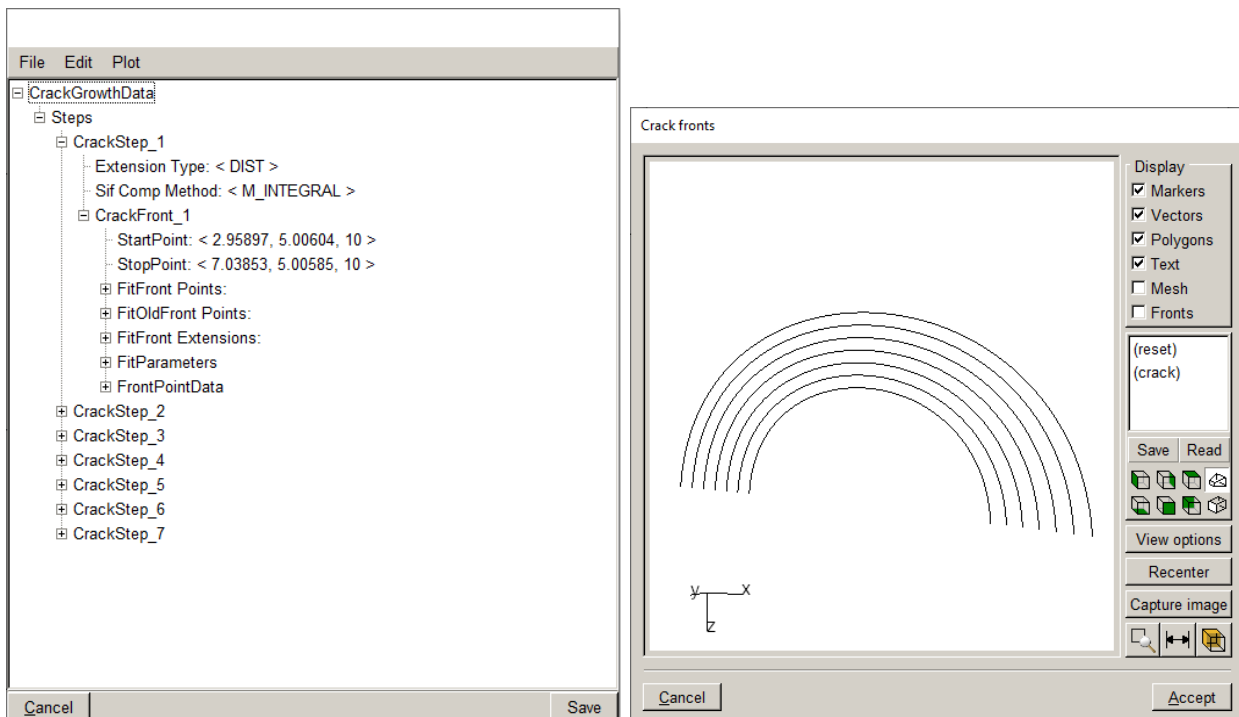 File Edit Plot
CrackGrowthData
Steps
CrackStep_1
Extension Type: < DIST >
Sif Comp Method: < M_INTEGRAL >
CrackFront_1
StartPoint: < 2.95897, 5.00604, 10 >
StopPoint: < 7.03853, 5.00585, 10 >
FitFront Points:
FitOldFront Points:
FitFront Extensions:
FitParameters
FrontPointData
CrackStep_2
CrackStep_3
CrackStep_4
CrackStep_5
CrackStep_6
CrackStep_7
Cancel Save
Crack fronts
Display
Markers
Vectors
Polygons
Text
Mesh
Fronts
(reset)
(crack)
Save Read
View options
Recenter
Capture image
y x
z
Cancel Accept